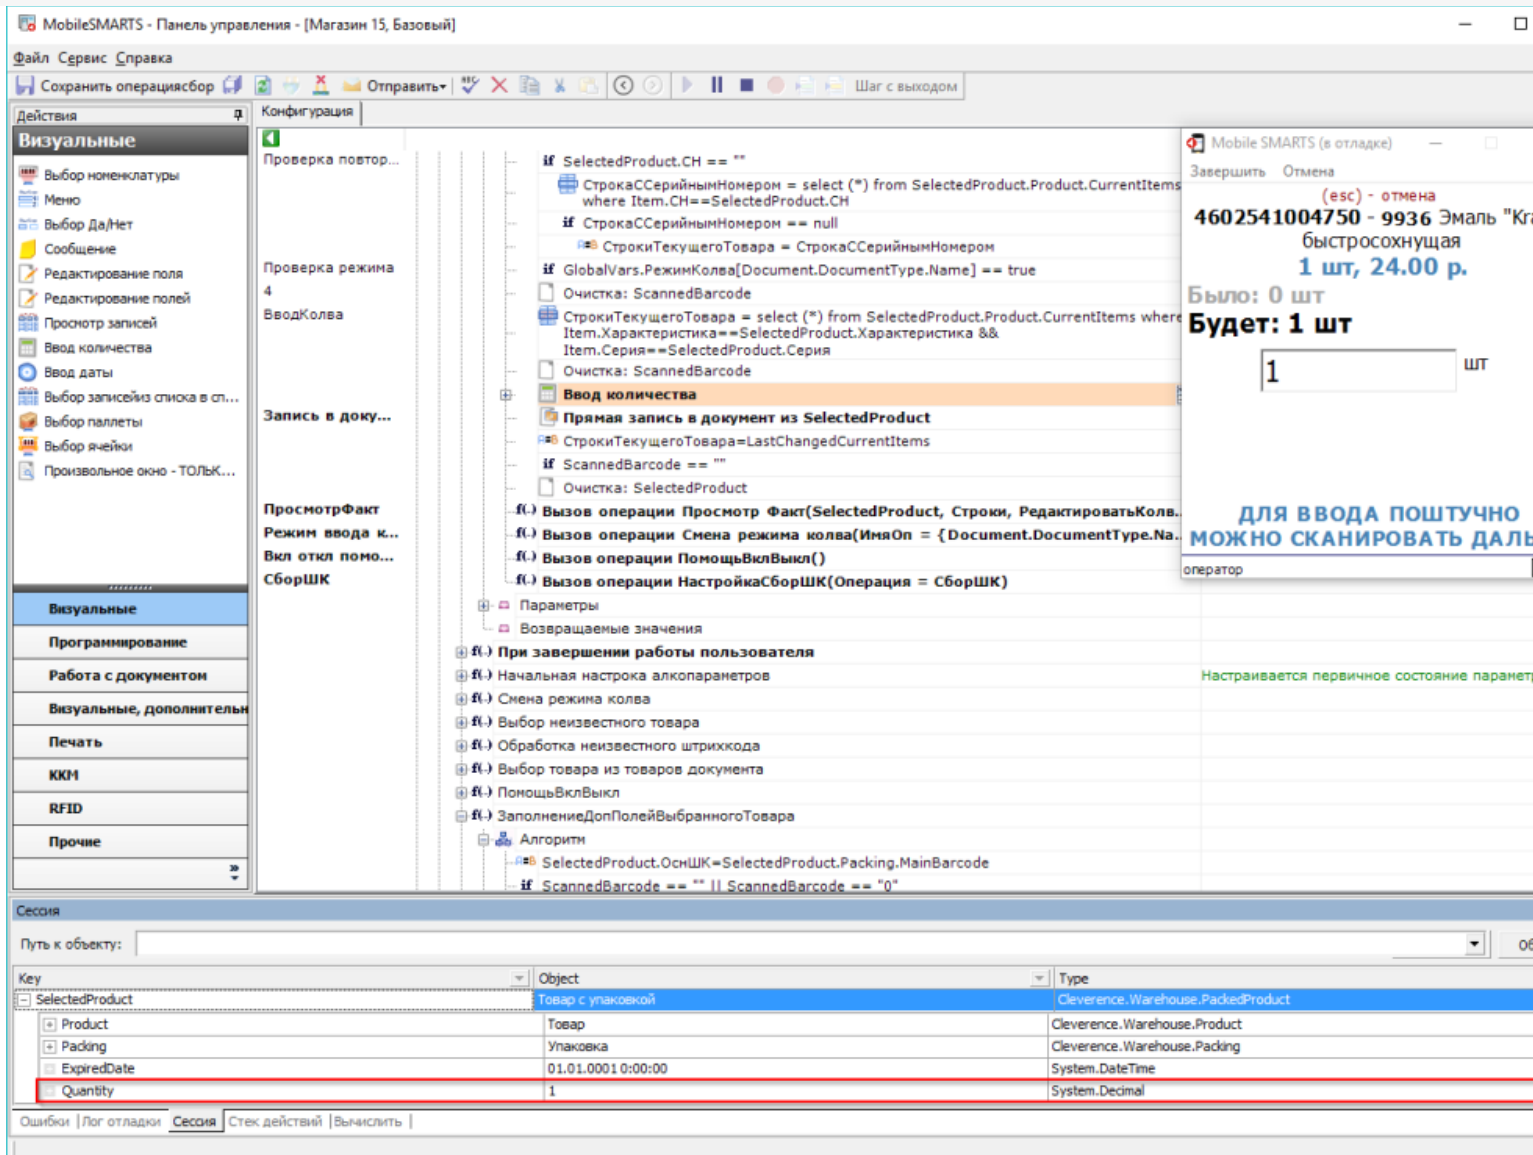 MobileSMARTS - Панель управления - [Магазин 15, Базовый]
Файл Сервис Справка
Сохранить операциясбор Отправить Шаг с выходом
Действия
Визуальные
Выбор номенклатуры
Меню
Выбор Да/Нет
Сообщение
Редактирование поля
Редактирование полей
Просмотр записей
Ввод количества
Ввод даты
Выбор записейиз списка в сп...
Выбор паллеты
Выбор ячейки
Произвольное окно - ТОЛЬК...
Визуальные
Программирование
Работа с документом
Визуальные, дополнительн
Печать
ККМ
RFID
Прочие
Конфигурация
Проверка повтор...
if SelectedProduct.CH == ""
СтрокаССерийнымНомером = select (*) from SelectedProduct.Product.CurrentItems
where Item.CH==SelectedProduct.CH
if СтрокаССерийнымНомером == null
A=B СтрокиТекущегоТовара = СтрокаССерийнымНомером
Проверка режима
if GlobalVars.РежимКолва[Document.DocumentType.Name] == true
4
Очистка: ScannedBarcode
ВводКолва
СтрокиТекущегоТовара = select (*) from SelectedProduct.Product.CurrentItems where
Item.Характеристика==SelectedProduct.Характеристика &&
Item.Серия==SelectedProduct.Серия
Очистка: ScannedBarcode
Ввод количества
Запись в доку...
Прямая запись в документ из SelectedProduct
A=B СтрокиТекущегоТовара=LastChangedCurrentItems
if ScannedBarcode == ""
Очистка: SelectedProduct
ПросмотрФакт
f(..) Вызов операции Просмотр Факт(SelectedProduct, Строки, РедактироватьКолв...
Режим ввода к...
f(..) Вызов операции Смена режима колва(ИмяОп = {Document.DocumentType.Na...
Вкл откл помо...
f(..) Вызов операции ПомощьВклВыкл()
СборШК
f(..) Вызов операции НастройкаСборШК(Операция = СборШК)
Параметры
Возвращаемые значения
f(..) При завершении работы пользователя
f(..) Начальная настрока алкопараметров
Настраивается первичное состояние параметр
f(..) Смена режима колва
f(..) Выбор неизвестного товара
f(..) Обработка неизвестного штрихкода
f(..) Выбор товара из товаров документа
f(..) ПомощьВклВыкл
f(..) ЗаполнениеДопПолейВыбранногоТовара
Алгоритм
A=B SelectedProduct.ОснШК=SelectedProduct.Packing.MainBarcode
if ScannedBarcode == "" || ScannedBarcode == "0"
Mobile SMARTS (в отладке)
Завершить Отмена
(esc) - отмена
4602541004750 - 9936 Эмаль "Kra
быстросохнущая
1 шт, 24.00 р.
Было: 0 шт
Будет: 1 шт
1 шт
ДЛЯ ВВОДА ПОШТУЧНО
МОЖНО СКАНИРОВАТЬ ДАЛЬ
оператор
Сессия
Путь к объекту: Об
Key Object Type
SelectedProduct Товар с упаковкой Cleverence.Warehouse.PackedProduct
Product Товар Cleverence.Warehouse.Product
Packing Упаковка Cleverence.Warehouse.Packing
ExpiredDate 01.01.0001 0:00:00 System.DateTime
Quantity 1 System.Decimal
Ошибки Лог отладки Сессия Стек действий Вычислить